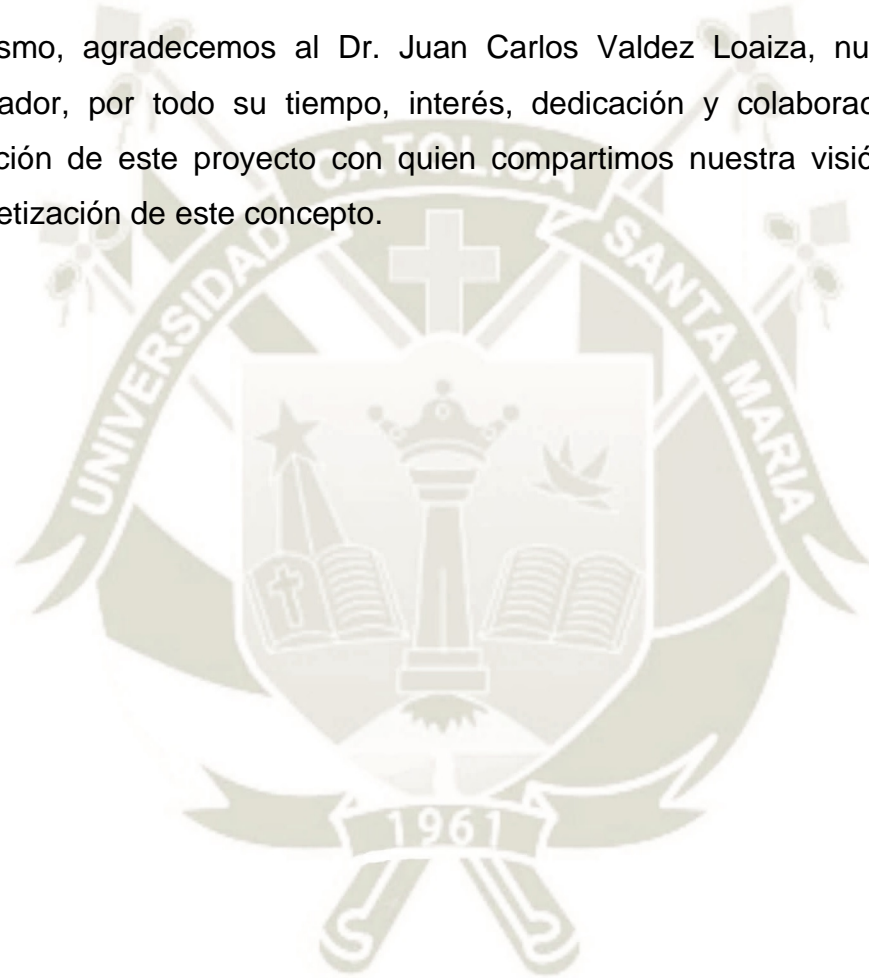 smo, agradecemos al Dr. Juan Carlos Valdez Loaiza, nu
ador, por todo su tiempo, interés, dedicación y colaborac
ción de este proyecto con quien compartimos nuestra visió
etización de este concepto.
UNIVERSIDAD CATOLICA SANTA MARIA
1961